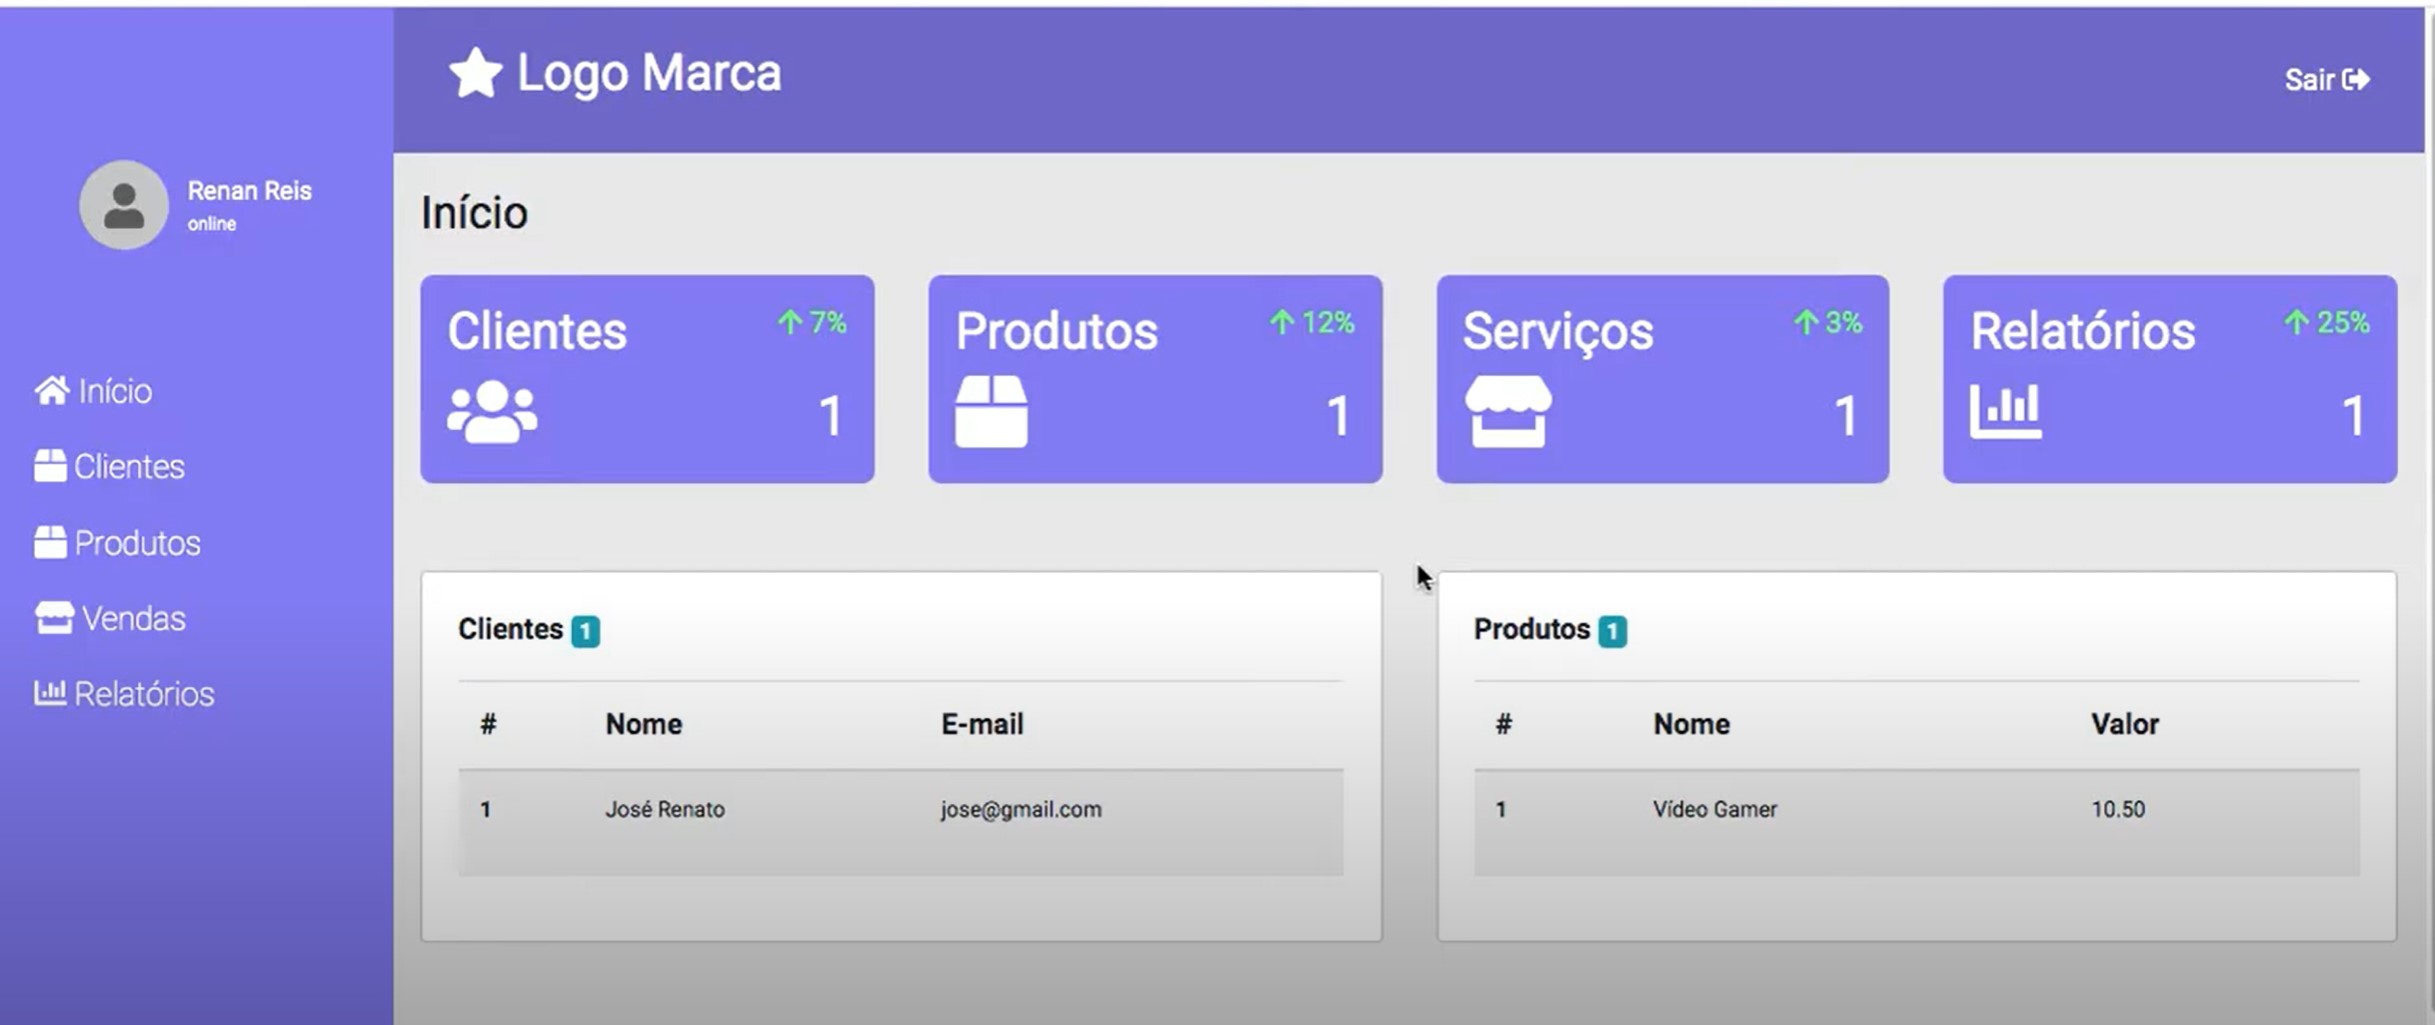 Logo Marca
Sair
Renan Reis
online
Início
Clientes
Produtos
Vendas
Relatórios
Início
Clientes 7%
1
Produtos 12%
1
Serviços 3%
1
Relatórios 25%
1
Clientes 1
# Nome E-mail
1 José Renato jose@gmail.com
Produtos 1
# Nome Valor
1 Vídeo Gamer 10.50